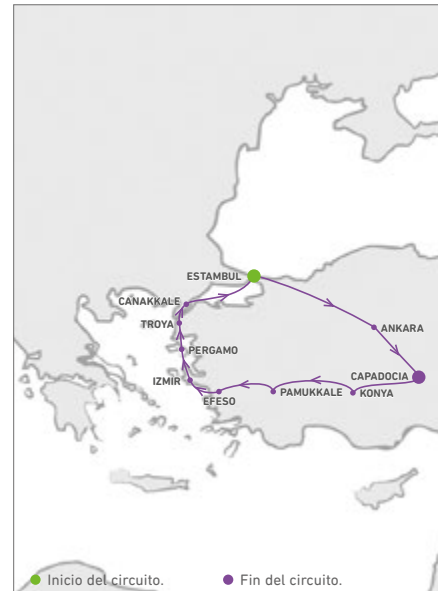 ESTAMBUL
CANAKKALE
TROYA
ANKARA
PERGAMO
CAPADOCIA
IZMIR
EFESO
PAMUKKALE
KONYA
Inicio del circuito.
Fin del circuito.